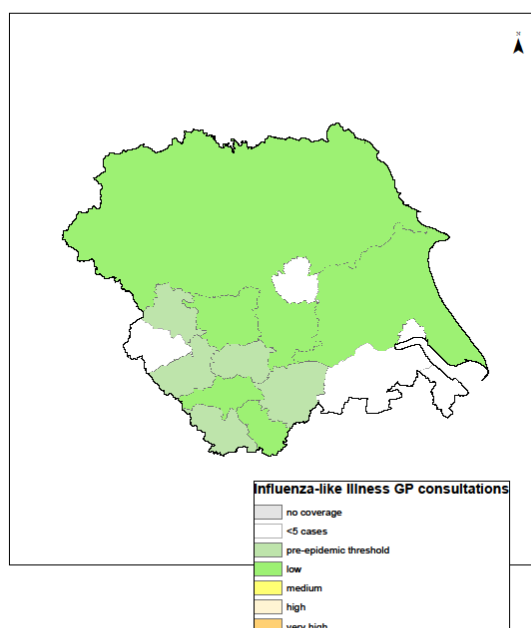 N
Influenza-like Illness GP consultations
no coverage
<5 cases
pre-epidemic threshold
low
medium
high
very high